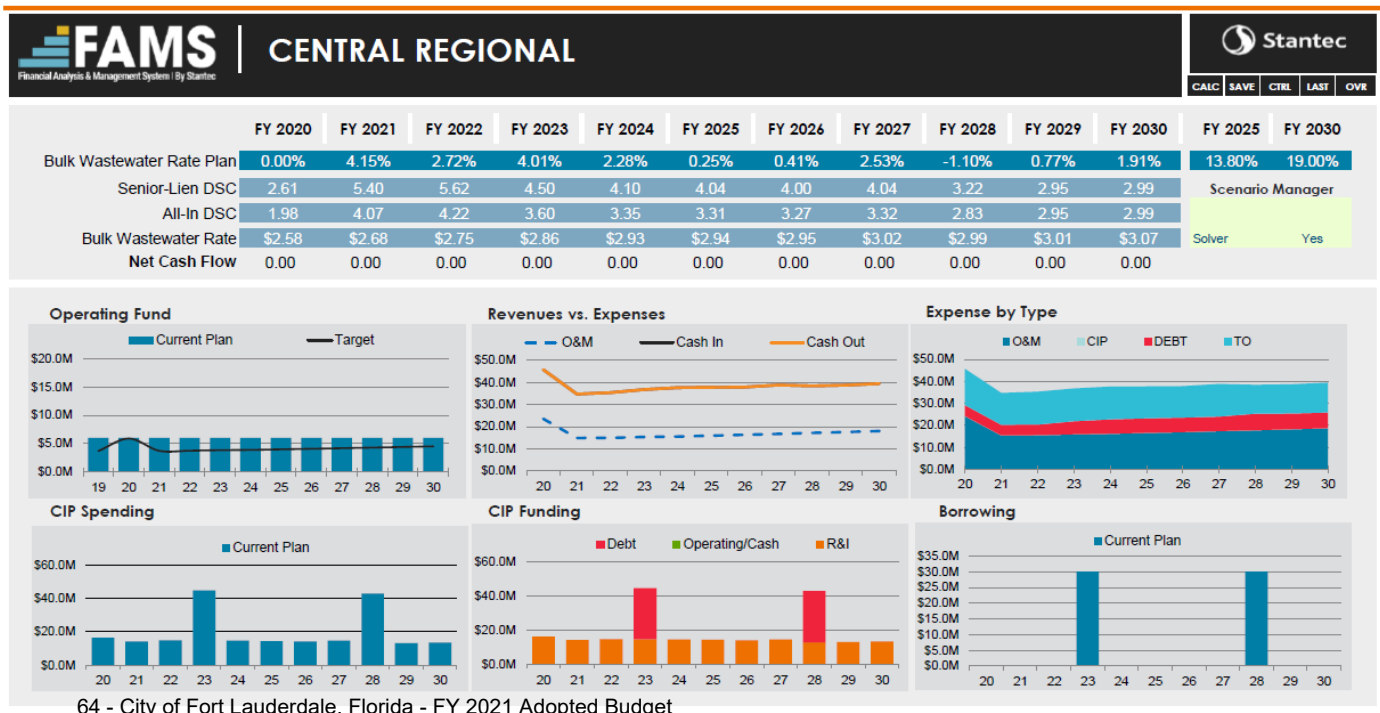 FAMS
Financial Analysis & Management System | By Stantec
CENTRAL REGIONAL
Stantec
CALC SAVE CTRL LAST OVR
FY 2020 FY 2021 FY 2022 FY 2023 FY 2024 FY 2025 FY 2026 FY 2027 FY 2028 FY 2029 FY 2030 FY 2025 FY 2030
Bulk Wastewater Rate Plan 0.00% 4.15% 2.72% 4.01% 2.28% 0.25% 0.41% 2.53% -1.10% 0.77% 1.91% 13.80% 19.00%
Senior-Lien DSC 2.61 5.40 5.62 4.50 4.10 4.04 4.00 4.04 3.22 2.95 2.99 Scenario Manager
All-In DSC 1.98 4.07 4.22 3.60 3.35 3.31 3.27 3.32 2.83 2.95 2.99
Bulk Wastewater Rate $2.58 $2.68 $2.75 $2.86 $2.93 $2.94 $2.95 $3.02 $2.99 $3.01 $3.07 Solver Yes
Net Cash Flow 0.00 0.00 0.00 0.00 0.00 0.00 0.00 0.00 0.00 0.00 0.00
Operating Fund
Current Plan Target
$20.0M
$15.0M
$10.0M
$5.0M
$0.0M
19 20 21 22 23 24 25 26 27 28 29 30
Revenues vs. Expenses
O&M Cash In Cash Out
$50.0M
$40.0M
$30.0M
$20.0M
$10.0M
$0.0M
20 21 22 23 24 25 26 27 28 29 30
Expense by Type
O&M CIP DEBT TO
$50.0M
$40.0M
$30.0M
$20.0M
$10.0M
$0.0M
20 21 22 23 24 25 26 27 28 29 30
CIP Spending
Current Plan
$60.0M
$40.0M
$20.0M
$0.0M
20 21 22 23 24 25 26 27 28 29 30
CIP Funding
Debt Operating/Cash R&I
$60.0M
$40.0M
$20.0M
$0.0M
20 21 22 23 24 25 26 27 28 29 30
Borrowing
Current Plan
$35.0M
$30.0M
$25.0M
$20.0M
$15.0M
$10.0M
$5.0M
$0.0M
20 21 22 23 24 25 26 27 28 29 30
64 - City of Fort Lauderdale, Florida - FY 2021 Adopted Budget